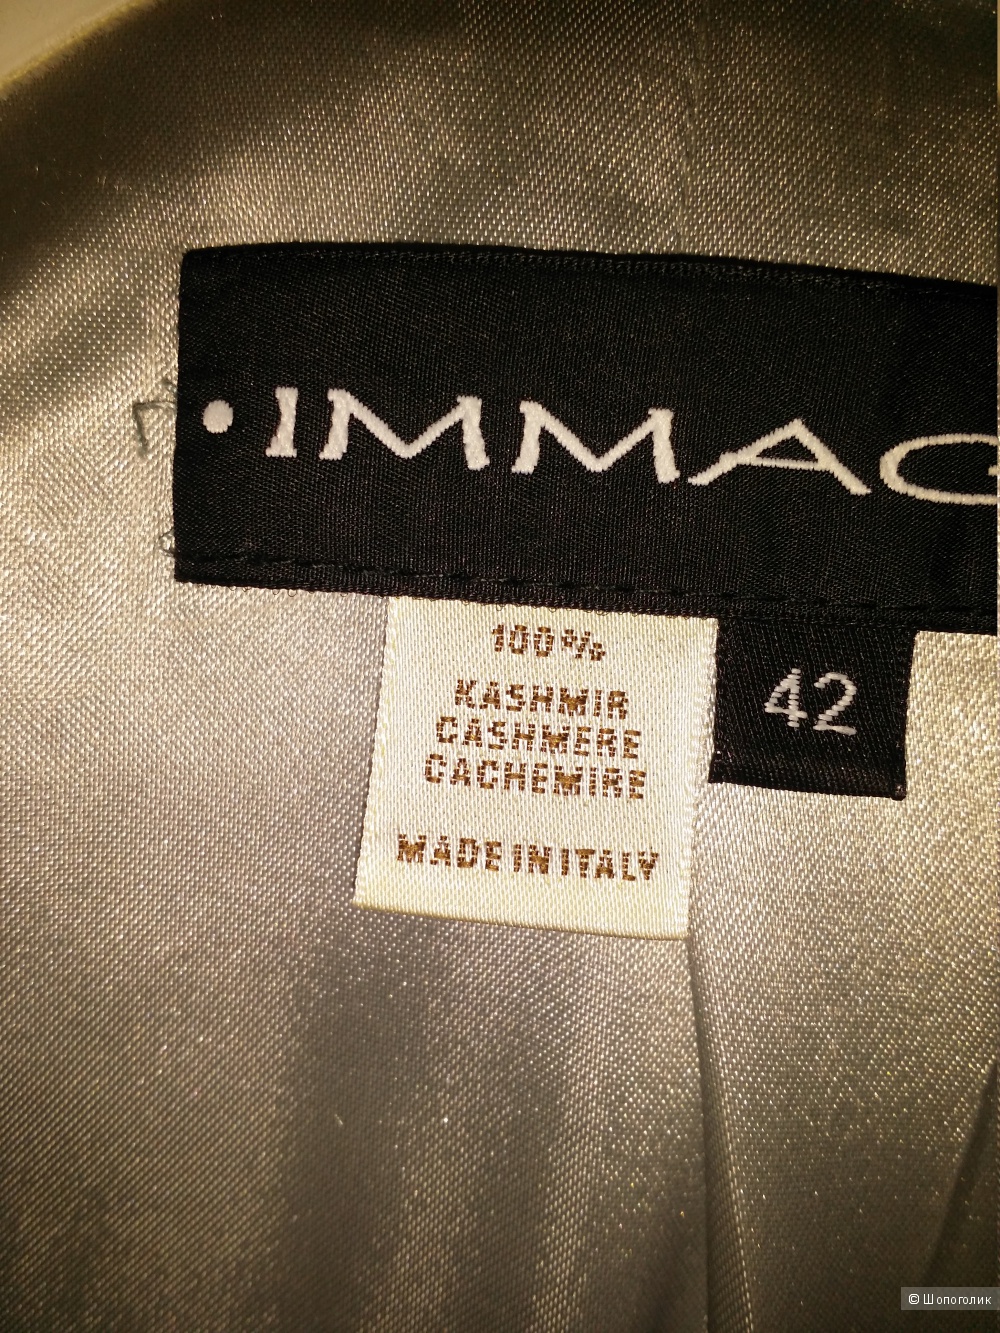 • IMMAG
100%
KASHMIR
CASHMERE
CACHEMIRE
MADE IN ITALY
42
© Шопоголик